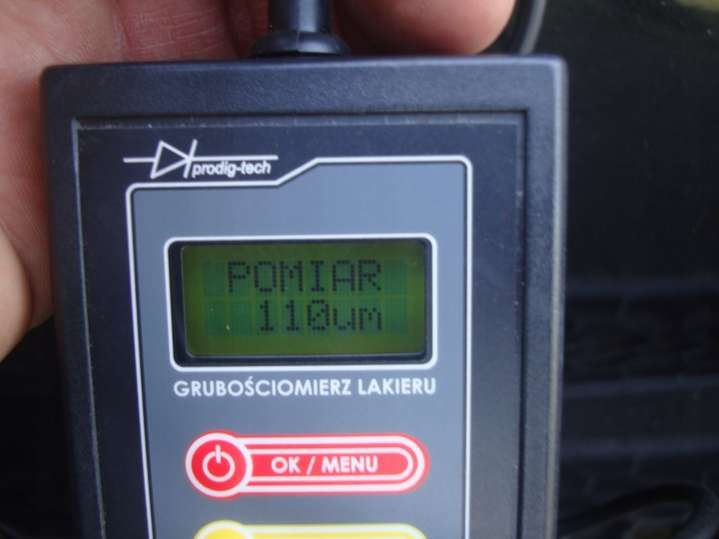 prodig-tech
POMIAR
110um
GRUBOŚCIOMIERZ LAKIERU
OK / MENU